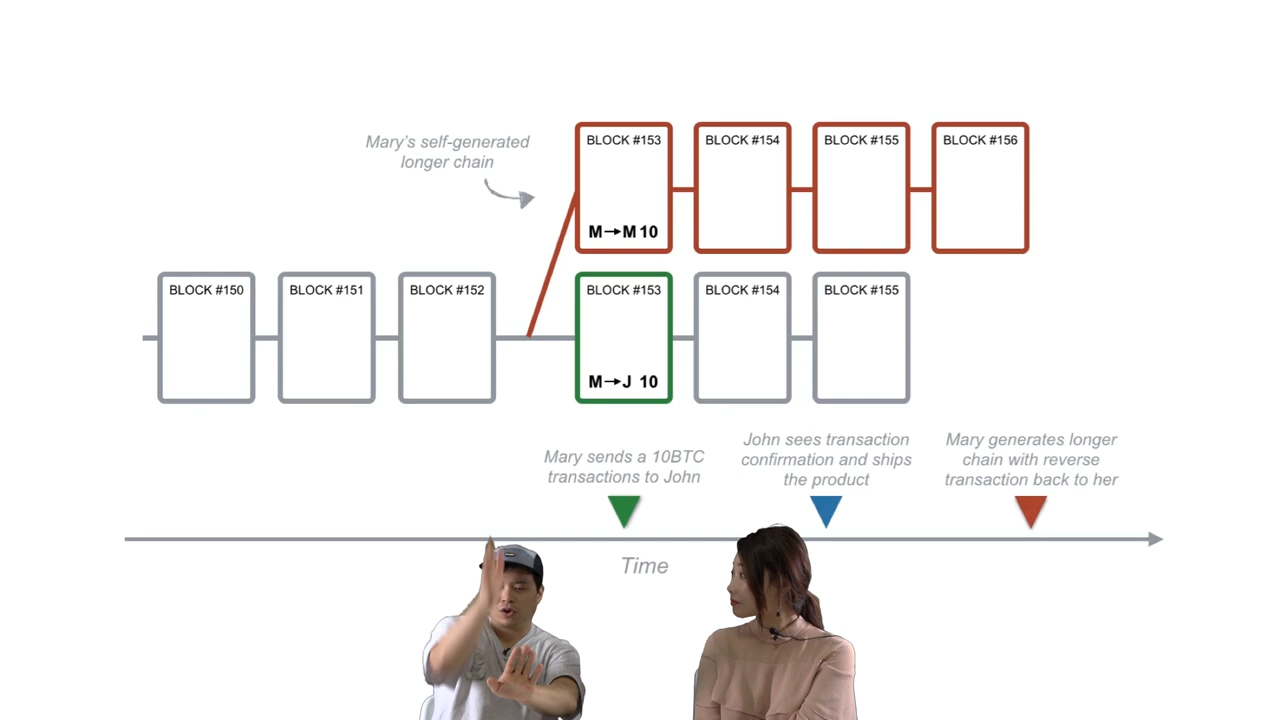 Mary's self-generated
longer chain
BLOCK #153
BLOCK #154
BLOCK #155
BLOCK #156
M→M 10
BLOCK #150
BLOCK #151
BLOCK #152
BLOCK #153
BLOCK #154
BLOCK #155
M→J 10
Mary sends a 10BTC
transactions to John
John sees transaction
confirmation and ships
the product
Mary generates longer
chain with reverse
transaction back to her
Time